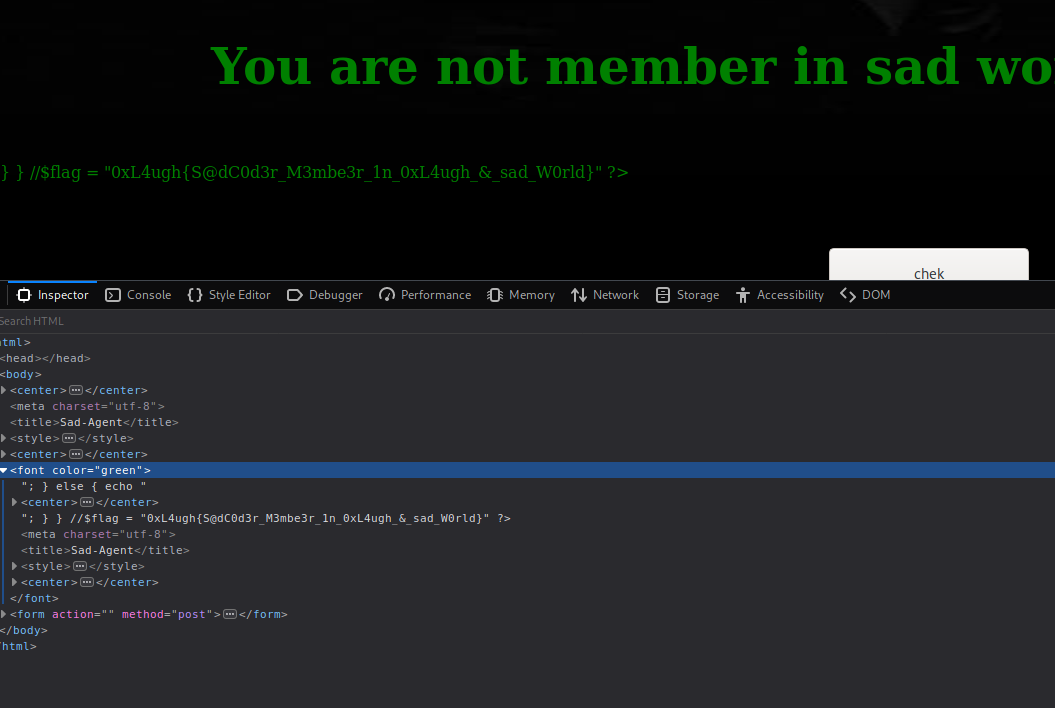 You are not member in sad wo
} } //$flag = "0xL4ugh{S@dC0d3r_M3mbe3r_1n_0xL4ugh_&_sad_W0rld}" ?>
chek
Inspector Console Style Editor Debugger Performance Memory Network Storage Accessibility DOM
Search HTML
html>
<head></head>
<body>
<center>···</center>
<meta charset="utf-8">
<title>Sad-Agent</title>
<style>···</style>
<center>···</center>
<font color="green">
"; } else { echo "
<center>···</center>
"; } } //$flag = "0xL4ugh{S@dC0d3r_M3mbe3r_1n_0xL4ugh_&_sad_W0rld}" ?>
<meta charset="utf-8">
<title>Sad-Agent</title>
<style>···</style>
<center>···</center>
</font>
<form action="" method="post">···</form>
</body>
/html>